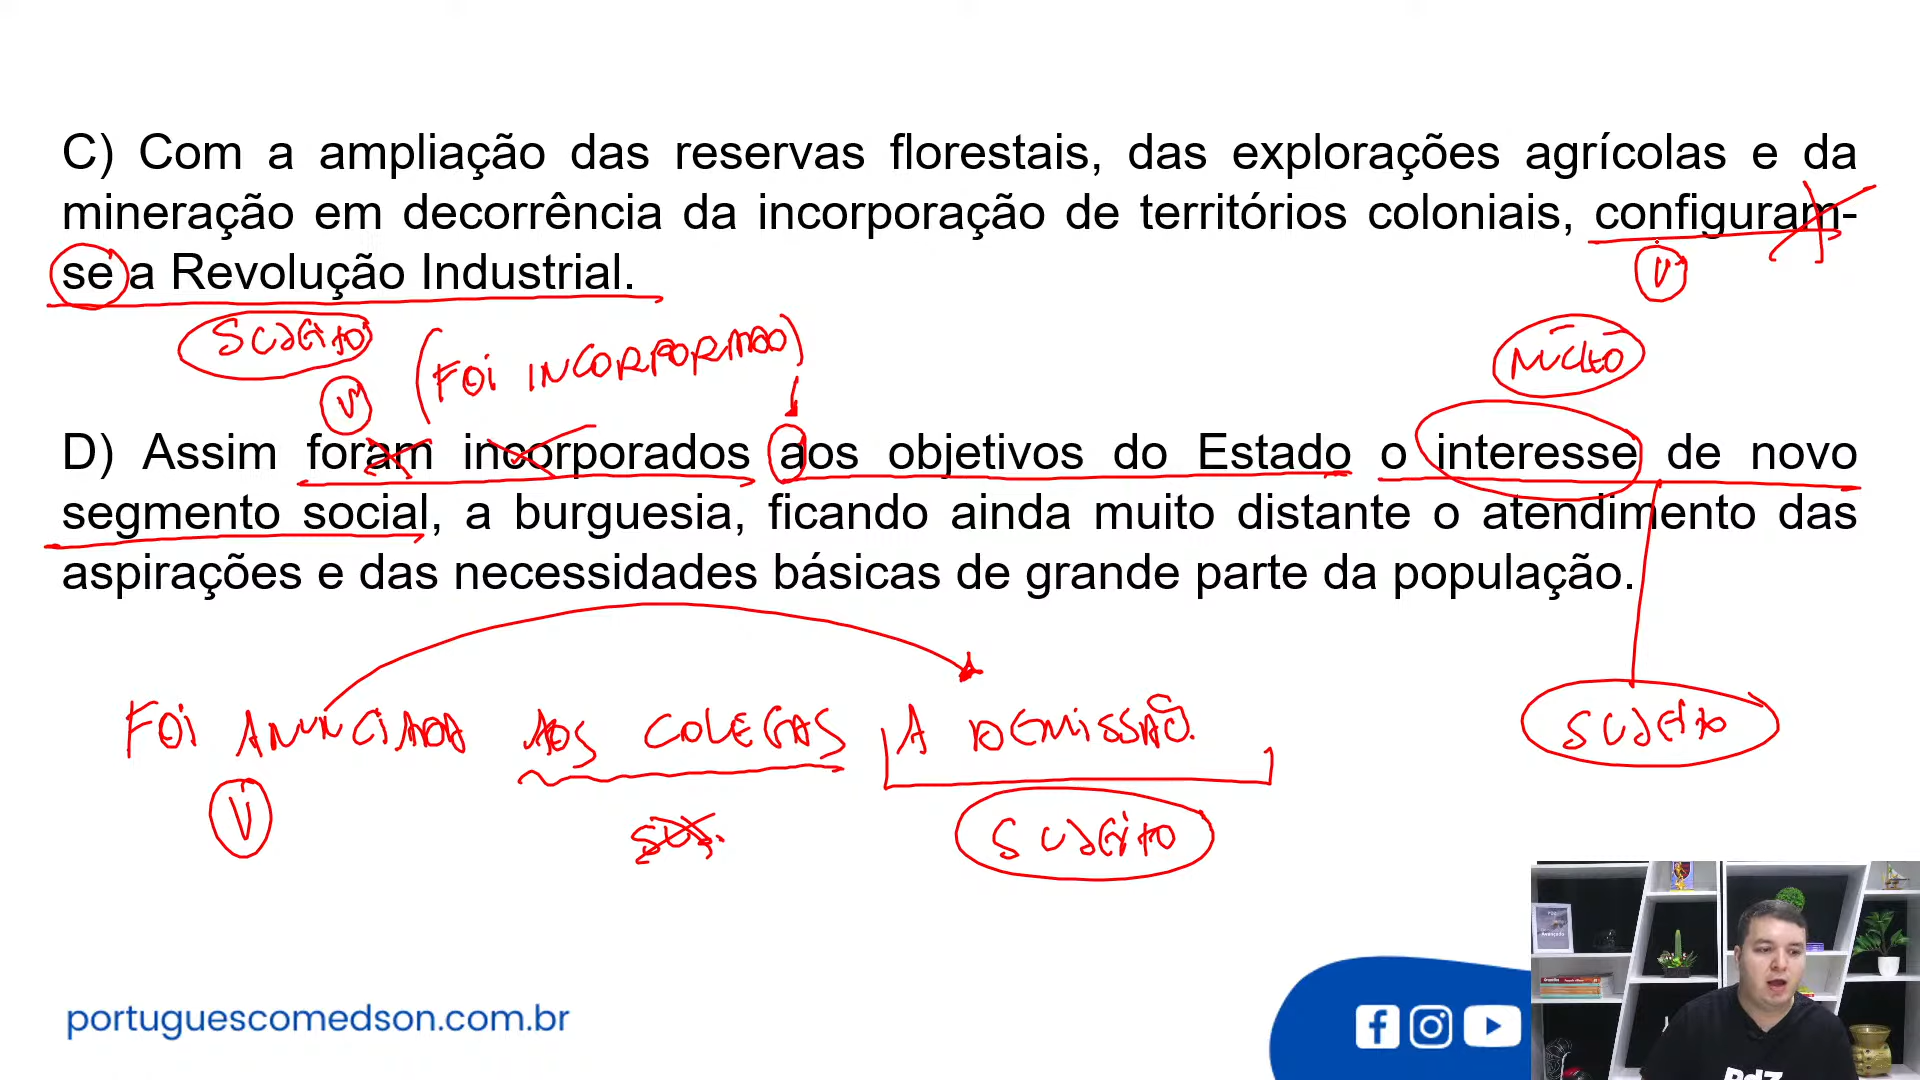 C) Com a ampliação das reservas florestais, das explorações agrícolas e da
mineração em decorrência da incorporação de territórios coloniais, configuram-
se a Revolução Industrial.
V
SUJEITO
(FOI INCORPORADO)
NÚCLEO
V
D) Assim foram incorporados aos objetivos do Estado o interesse de novo
segmento social, a burguesia, ficando ainda muito distante o atendimento das
aspirações e das necessidades básicas de grande parte da população.
FOI ANUNCIADA AOS COLEGAS A DEMISSÃO.
SUJEITO
V
SUJ.
SUJEITO
portuguescomedson.com.br